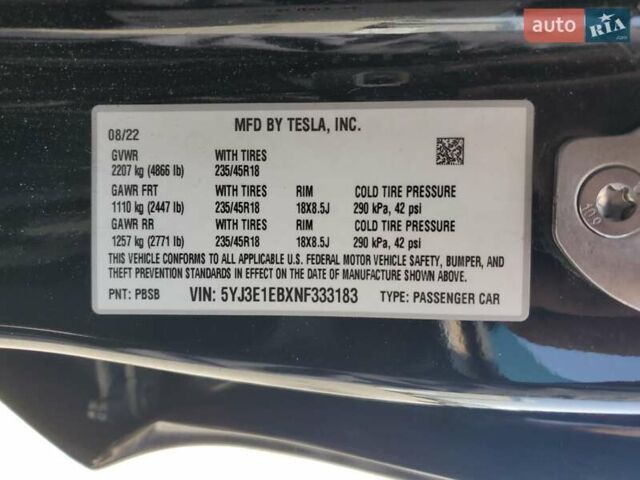 auto RIA
.com
08/22
MFD BY TESLA, INC.
GVWR WITH TIRES
2207 kg (4866 lb) 235/45R18
GAWR FRT WITH TIRES RIM COLD TIRE PRESSURE
1110 kg (2447 lb) 235/45R18 18X8.5J 290 kPa, 42 psi
GAWR RR WITH TIRES RIM COLD TIRE PRESSURE
1257 kg (2771 lb) 235/45R18 18X8.5J 290 kPa, 42 psi
THIS VEHICLE CONFORMS TO ALL APPLICABLE U.S. FEDERAL MOTOR VEHICLE SAFETY, BUMPER, AND
THEFT PREVENTION STANDARDS IN EFFECT ON THE DATE OF MANUFACTURE SHOWN ABOVE.
PNT: PBSB VIN: 5YJ3E1EBXNF333183 TYPE: PASSENGER CAR
10.9